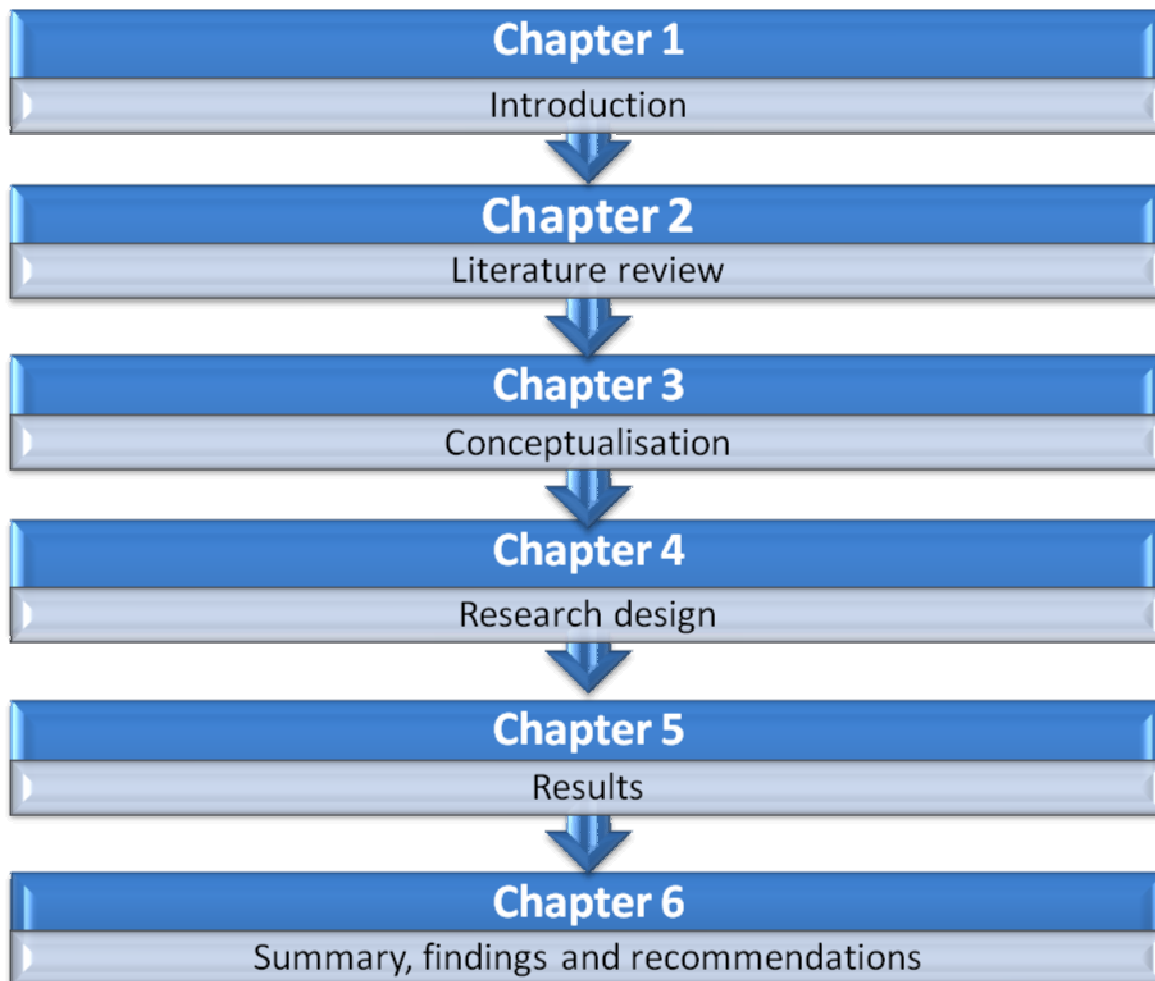 Chapter 1
Introduction
Chapter 2
Literature review
Chapter 3
Conceptualisation
Chapter 4
Research design
Chapter 5
Results
Chapter 6
Summary, findings and recommendations